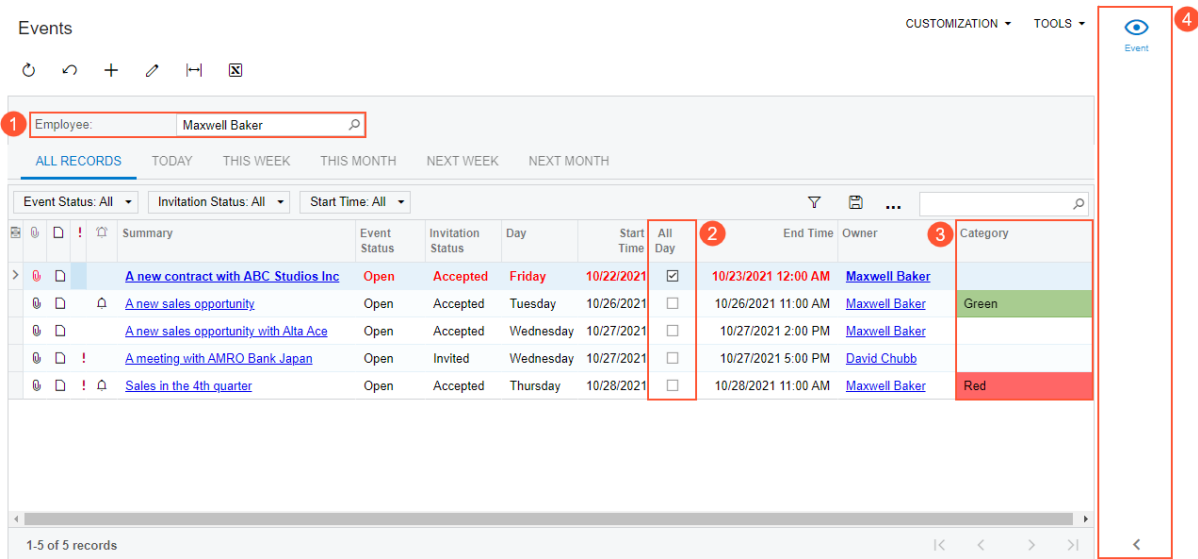 Events
CUSTOMIZATION
TOOLS
4
Event
1
Employee:
Maxwell Baker
ALL RECORDS
TODAY
THIS WEEK
THIS MONTH
NEXT WEEK
NEXT MONTH
Event Status: All
Invitation Status: All
Start Time: All
...
! Summary
Event Status
Invitation Status
Day
Start Time
All Day
2
End Time
Owner
3
Category
A new contract with ABC Studios Inc Open Accepted Friday 10/22/2021 10/23/2021 12:00 AM Maxwell Baker
A new sales opportunity Open Accepted Tuesday 10/26/2021 10/26/2021 11:00 AM Maxwell Baker Green
A new sales opportunity with Alta Ace Open Accepted Wednesday 10/27/2021 10/27/2021 2:00 PM Maxwell Baker
! A meeting with AMRO Bank Japan Open Invited Wednesday 10/27/2021 10/27/2021 5:00 PM David Chubb
! Sales in the 4th quarter Open Accepted Thursday 10/28/2021 10/28/2021 11:00 AM Maxwell Baker Red
1-5 of 5 records